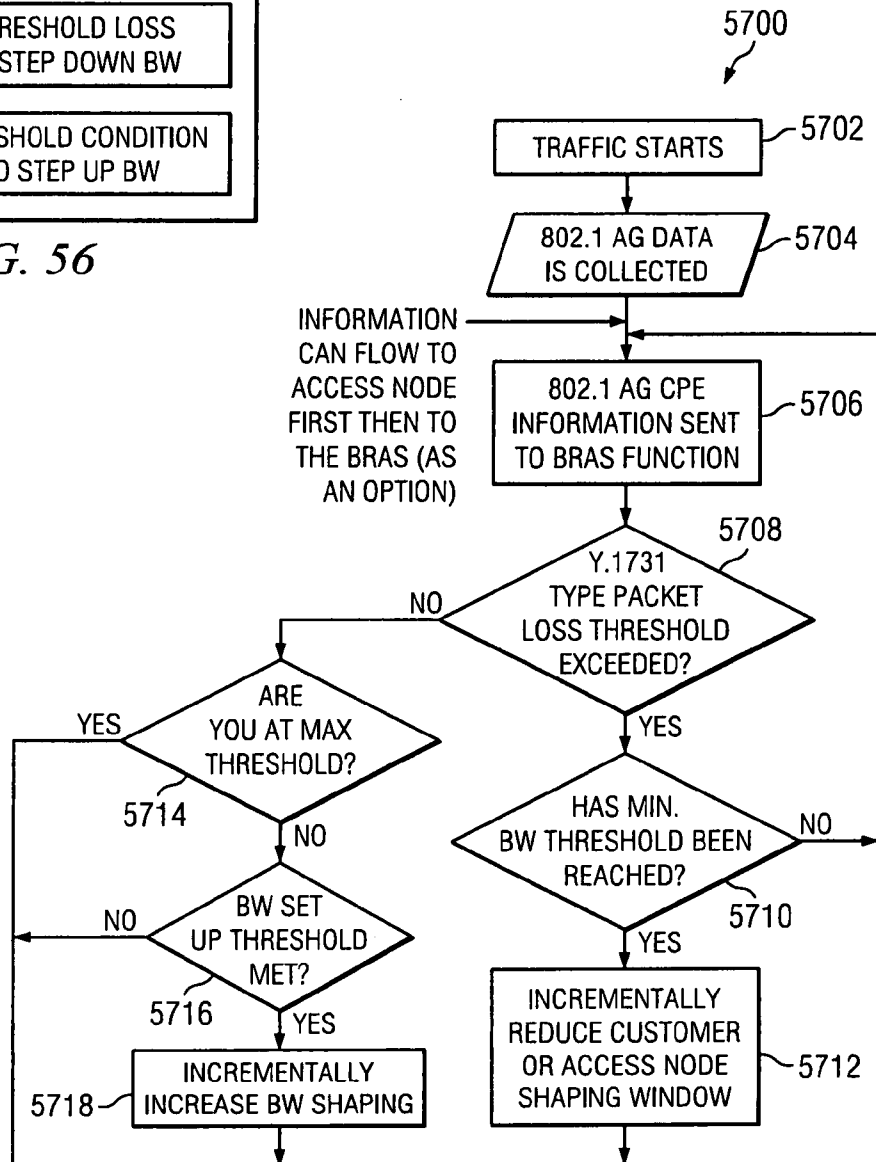 RESHOLD LOSS
STEP DOWN BW
SHOLD CONDITION
O STEP UP BW
G. 56
5700
TRAFFIC STARTS
5702
802.1 AG DATA
IS COLLECTED
5704
INFORMATION
CAN FLOW TO
ACCESS NODE
FIRST THEN TO
THE BRAS (AS
AN OPTION)
802.1 AG CPE
INFORMATION SENT
TO BRAS FUNCTION
5706
Y.1731
TYPE PACKET
LOSS THRESHOLD
EXCEEDED?
5708
NO
YES
ARE
YOU AT MAX
THRESHOLD?
YES
5714
NO
HAS MIN.
BW THRESHOLD BEEN
REACHED?
NO
5710
YES
BW SET
UP THRESHOLD
MET?
NO
5716
YES
INCREMENTALLY
INCREASE BW SHAPING
5718
INCREMENTALLY
REDUCE CUSTOMER
OR ACCESS NODE
SHAPING WINDOW
5712